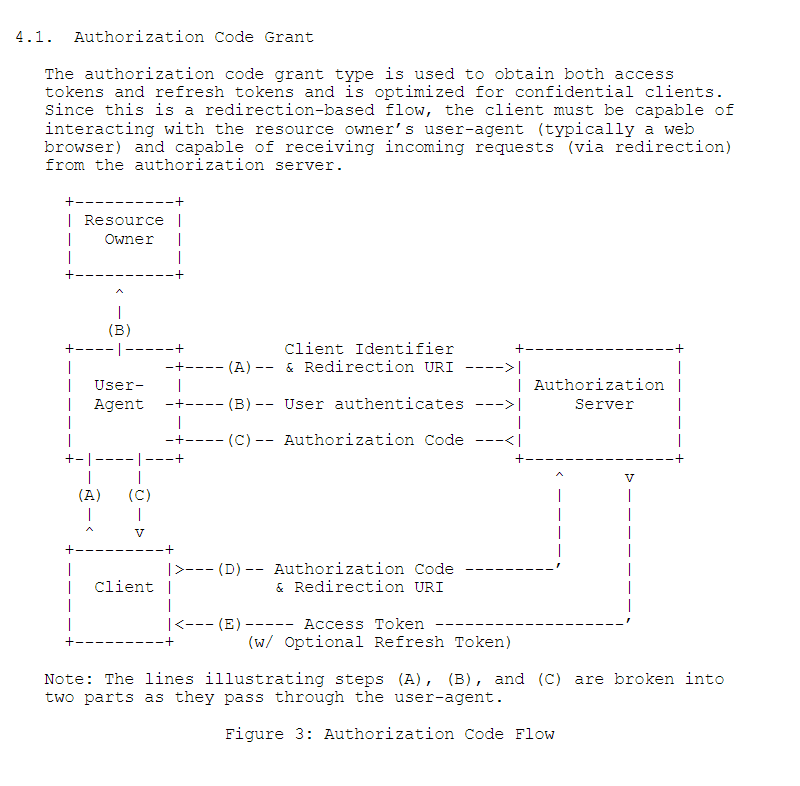 4.1.  Authorization Code Grant

   The authorization code grant type is used to obtain both access
   tokens and refresh tokens and is optimized for confidential clients.
   Since this is a redirection-based flow, the client must be capable of
   interacting with the resource owner's user-agent (typically a web
   browser) and capable of receiving incoming requests (via redirection)
   from the authorization server.

     +----------+
     | Resource |
     |   Owner  |
     |          |
     +----------+
          ^
          |
         (B)
     +----|-----+          Client Identifier      +---------------+
     |         -+----(A)-- & Redirection URI ---->|               |
     |  User-   |                                 | Authorization |
     |  Agent  -+----(B)-- User authenticates --->|     Server    |
     |          |                                 |               |
     |         -+----(C)-- Authorization Code ---<|               |
     +-|----|---+                                 +---------------+
       |    |                                         ^      v
      (A)  (C)                                        |      |
       |    |                                         |      |
       ^    v                                         |      |
     +---------+                                      |      |
     |         |>---(D)-- Authorization Code ---------'      |
     |  Client |          & Redirection URI                  |
     |         |                                             |
     |         |<---(E)----- Access Token -------------------'
     +---------+       (w/ Optional Refresh Token)

   Note: The lines illustrating steps (A), (B), and (C) are broken into
   two parts as they pass through the user-agent.

                     Figure 3: Authorization Code Flow